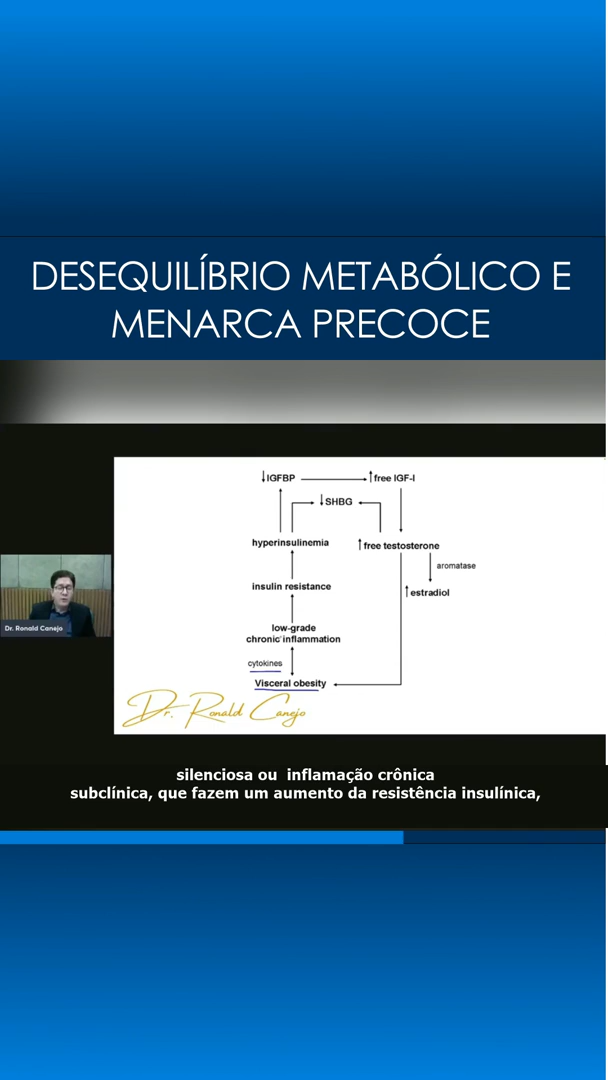 DESEQUILÍBRIO METABÓLICO E
MENARCA PRECOCE
↓IGFBP
↑free IGF-I
↓SHBG
hyperinsulinemia
↑free testosterone
aromatase
insulin resistance
↑estradiol
low-grade
chronic inflammation
cytokines
Visceral obesity
Dr. Ronald Canejo
Dr. Ronald Canejo
silenciosa ou inflamação crônica
subclínica, que fazem um aumento da resistência insulínica,